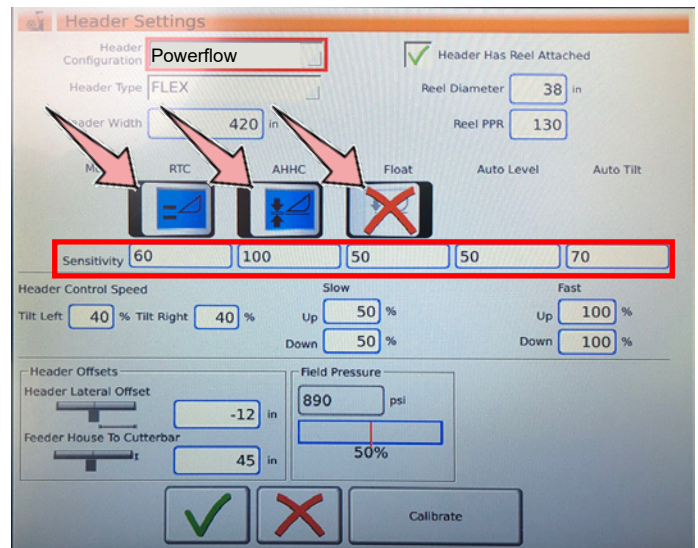 Header Settings
Header Configuration Powerflow
Header Has Reel Attached
Header Type FLEX
Reel Diameter 38 in
Header Width 420 in
Reel PPR 130
RTC AHHC Float Auto Level Auto Tilt
Sensitivity 60 100 50 50 70
Header Control Speed Slow Fast
Tilt Left 40 % Tilt Right 40 % Up 50 % Up 100 %
Down 50 % Down 100 %
Header Offsets Field Pressure
Header Lateral Offset
-12 in
890 psi
Feeder House To Cutterbar
45 in
50%
Calibrate